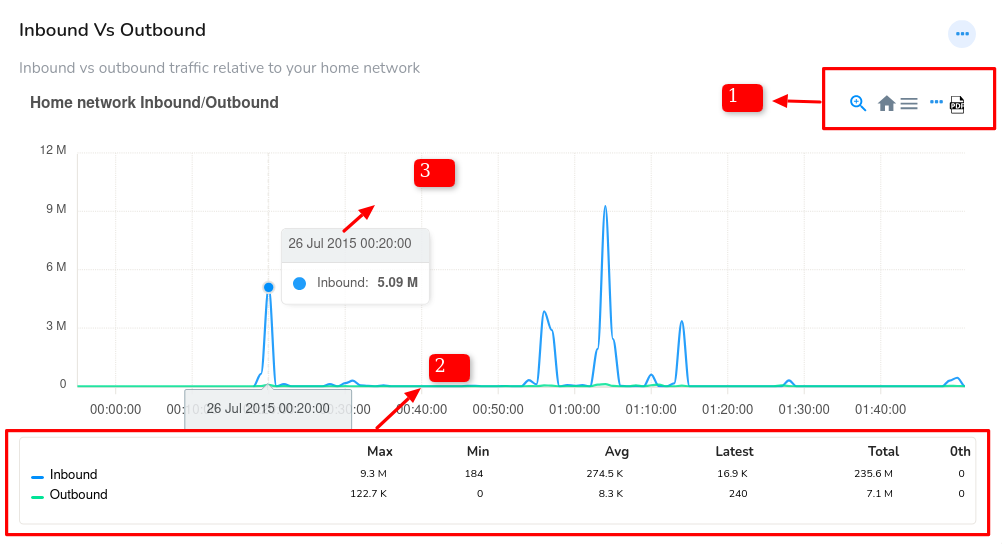 Inbound Vs Outbound
Inbound vs outbound traffic relative to your home network
Home network Inbound/Outbound
1
PDF
12 M
9 M
6 M
3 M
0
3
26 Jul 2015 00:20:00
Inbound: 5.09 M
2
00:00:00 00:10:00 00:30:00 00:40:00 00:50:00 01:00:00 01:10:00 01:20:00 01:30:00 01:40:00
26 Jul 2015 00:20:00
Max Min Avg Latest Total 0th
Inbound 9.3 M 184 274.5 K 16.9 K 235.6 M 0
Outbound 122.7 K 0 8.3 K 240 7.1 M 0